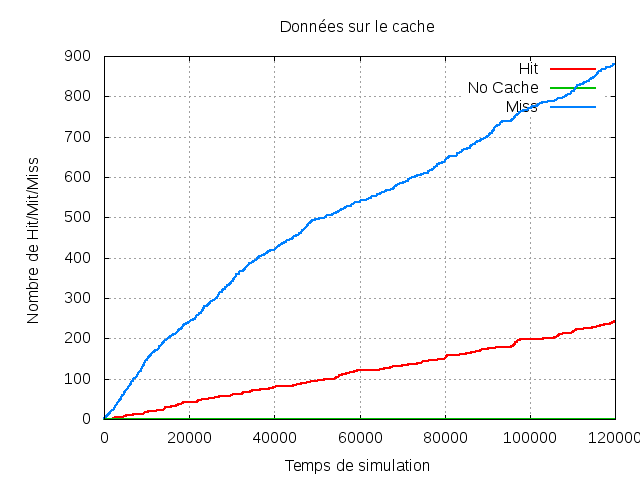 Données sur le cache
900
800
700
600
500
400
300
200
100
0
Nombre de Hit/Mit/Miss
Hit
No Cache
Miss
0 20000 40000 60000 80000 100000 120000
Temps de simulation